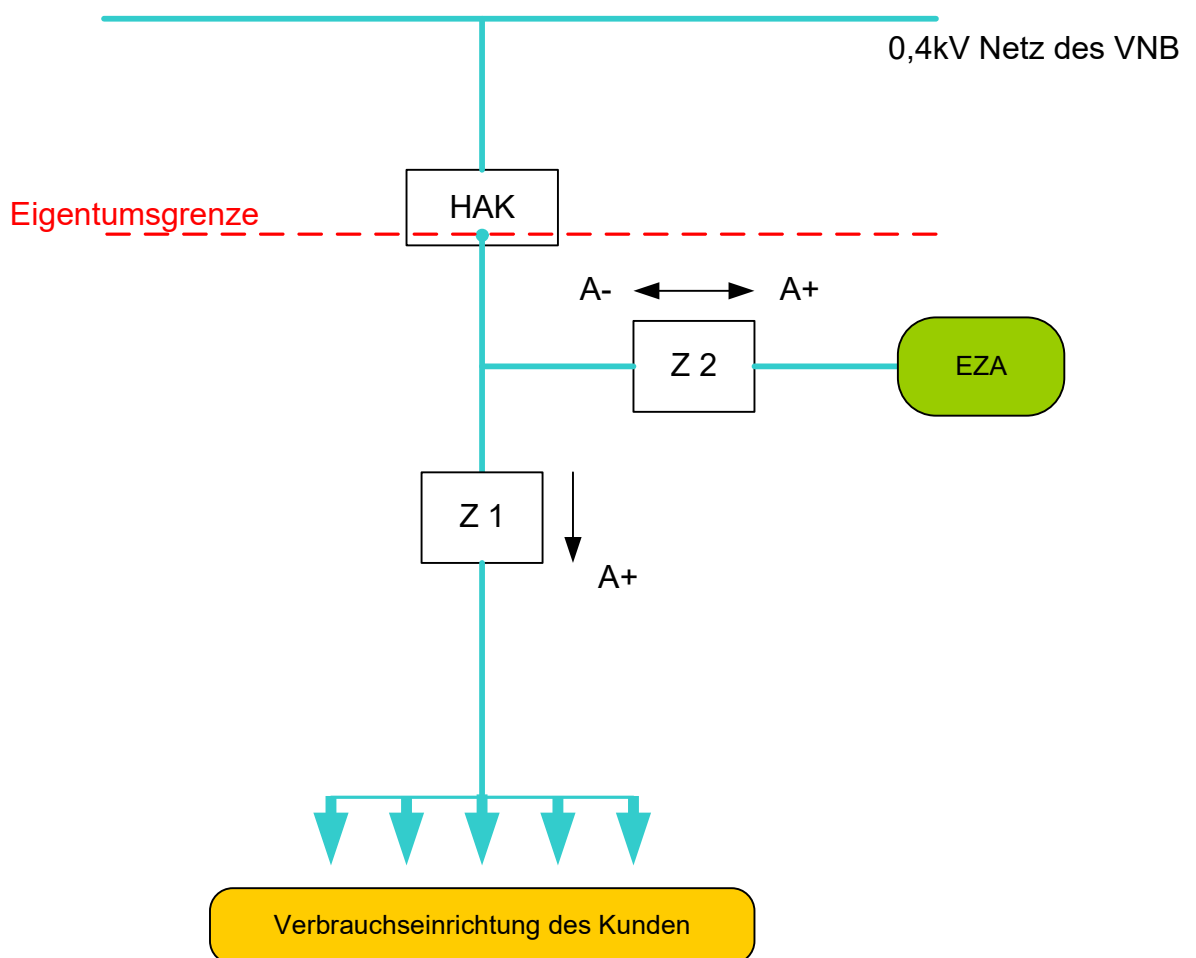 0,4kV Netz des VNB
HAK
Eigentumsgrenze
A-
A+
Z 2
EZA
Z 1
A+
Verbrauchseinrichtung des Kunden